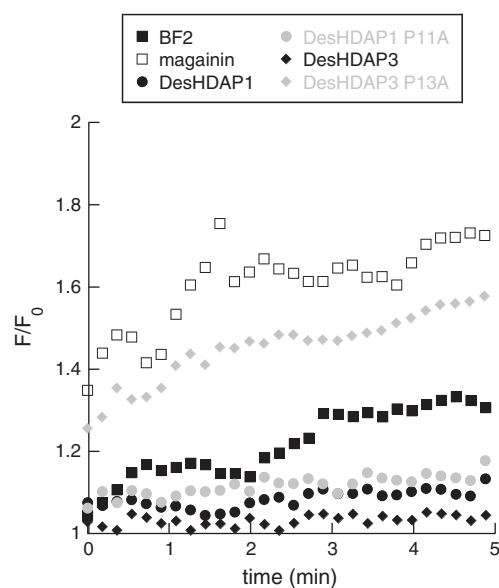 BF2
magainin
DesHDAP1
DesHDAP1 P11A
DesHDAP3
DesHDAP3 P13A
2
1.8
1.6
1.4
1.2
1
F/F0
0 1 2 3 4 5
time (min)